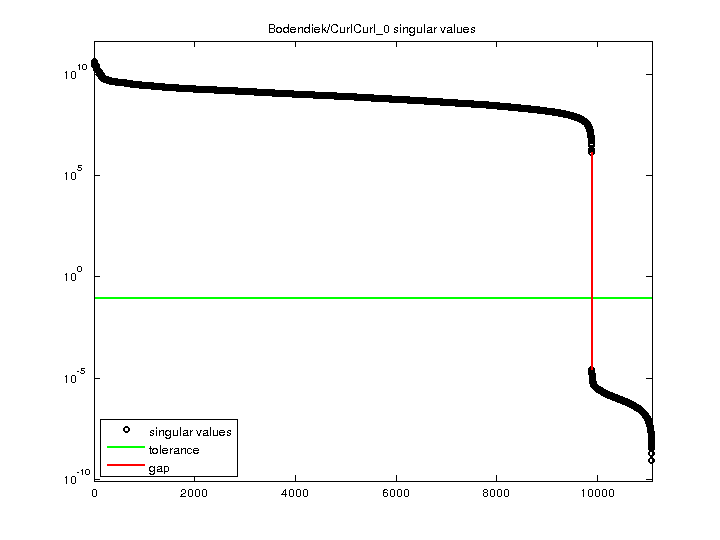 Bodendiek/CurlCurl_0 singular values
10^10
10^5
10^0
10^-5
10^-10
singular values
tolerance
gap
0 2000 4000 6000 8000 10000